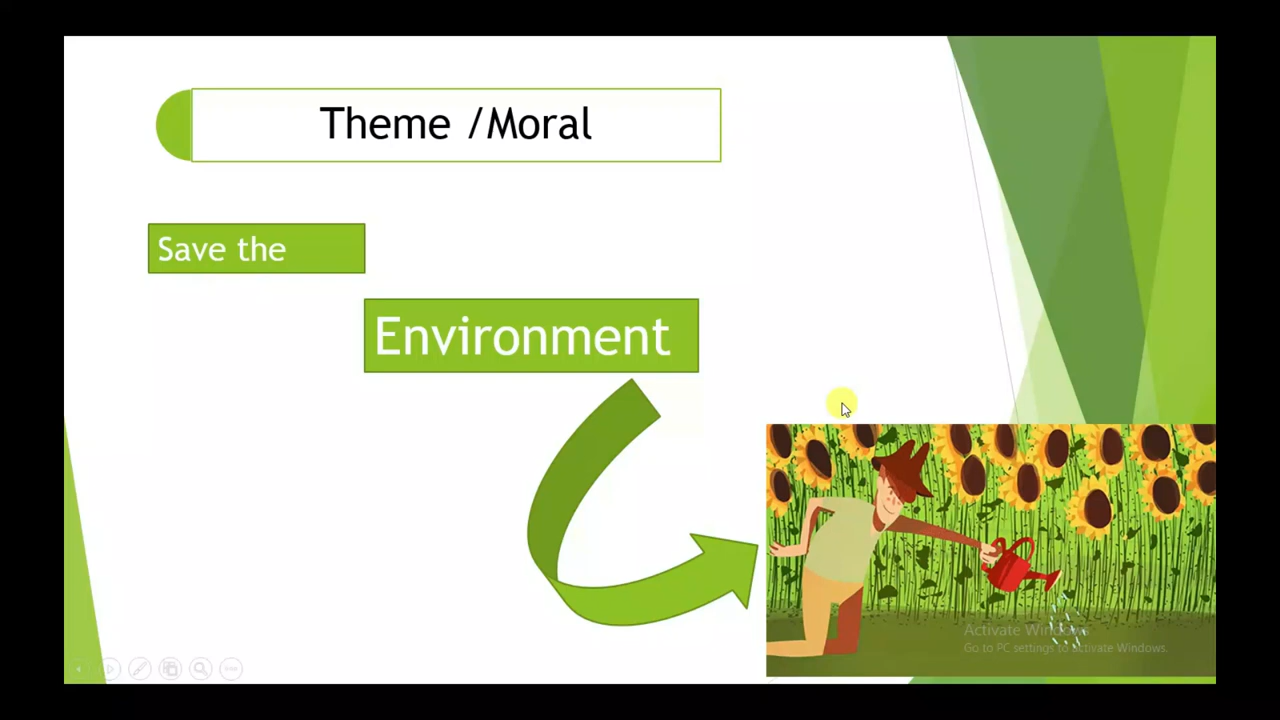 Theme /Moral
Save the
Environment
Activate Windows
Go to PC settings to activate Windows.